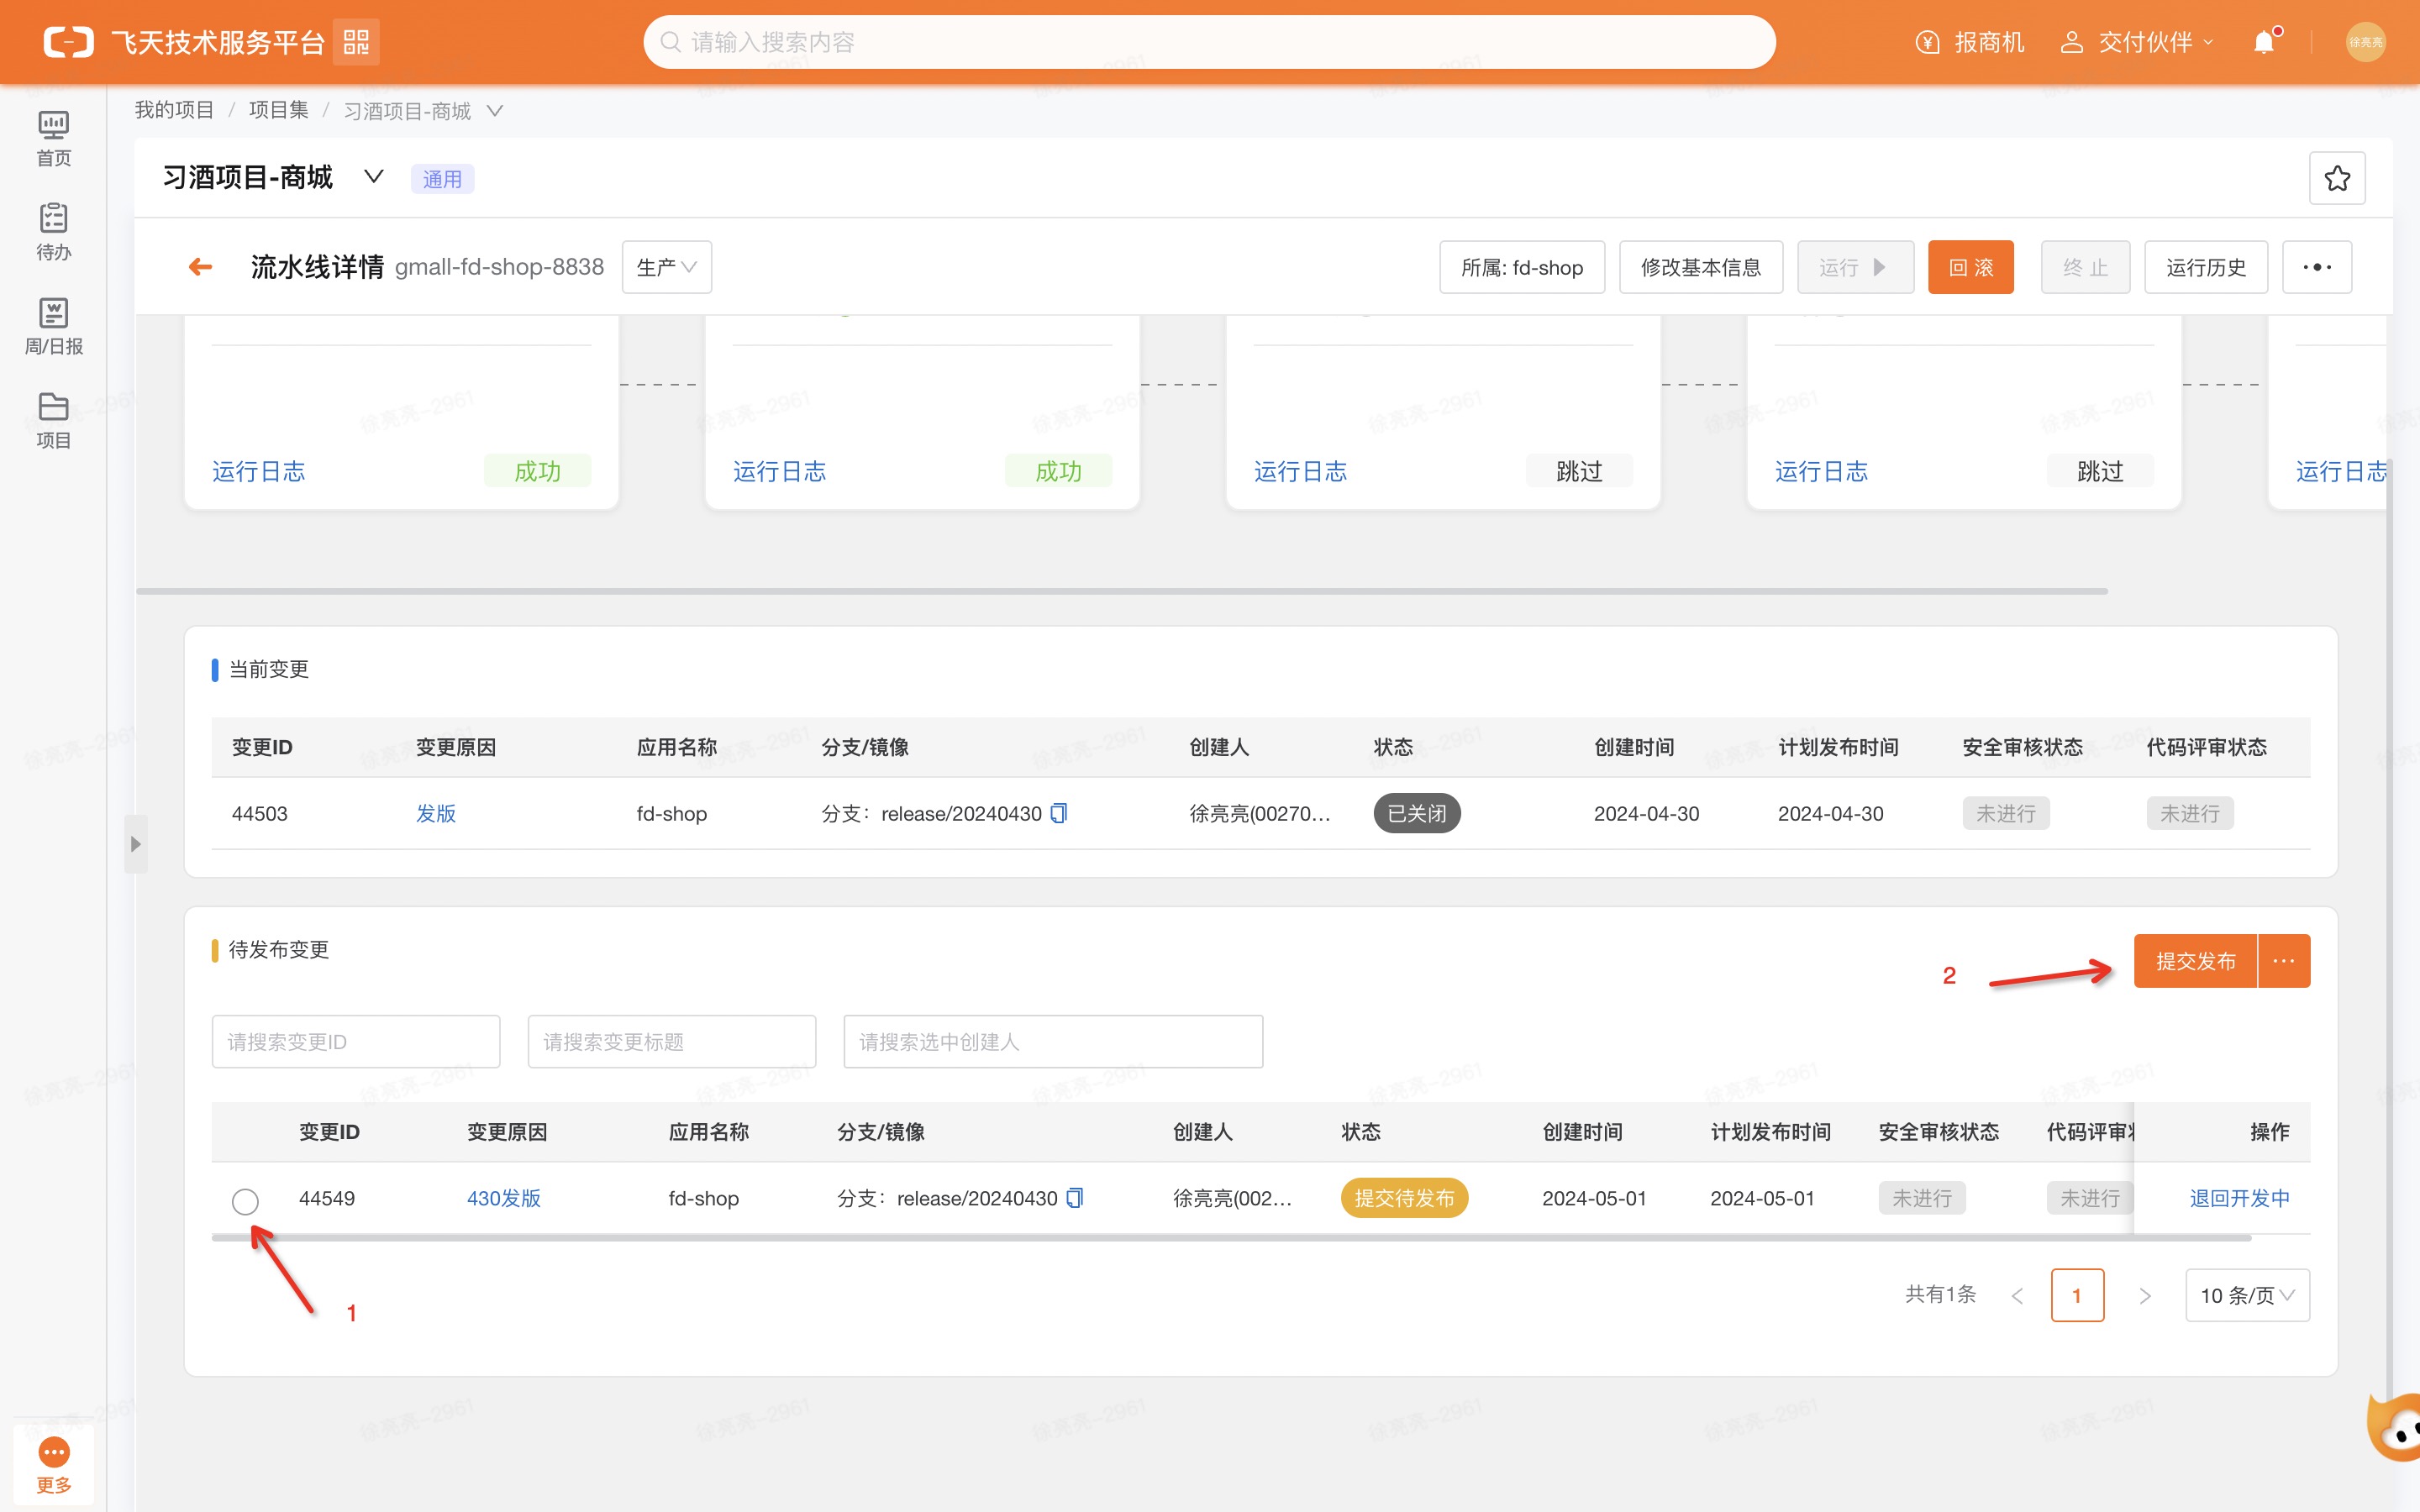 飞天技术服务平台
请输入搜索内容
报商机
交付伙伴
徐亮亮
首页
待办
周/日报
项目
更多
我的项目 / 项目集 / 习酒项目-商城
习酒项目-商城 通用
流水线详情 gmall-fd-shop-8838 生产
所属: fd-shop 修改基本信息 运行 回 滚 终 止 运行历史
运行日志 成功 运行日志 成功 运行日志 跳过 运行日志 跳过 运行日志
当前变更
变更ID 变更原因 应用名称 分支/镜像 创建人 状态 创建时间 计划发布时间 安全审核状态 代码评审状态
44503 发版 fd-shop 分支: release/20240430 徐亮亮(00270... 已关闭 2024-04-30 2024-04-30 未进行 未进行
待发布变更
2 提交发布 ...
请搜索变更ID 请搜索变更标题 请搜索选中创建人
变更ID 变更原因 应用名称 分支/镜像 创建人 状态 创建时间 计划发布时间 安全审核状态 代码评审 操作
44549 430发版 fd-shop 分支: release/20240430 徐亮亮(002... 提交待发布 2024-05-01 2024-05-01 未进行 未进行 退回开发中
1
共有1条 < 1 > 10 条/页
徐亮亮-2961